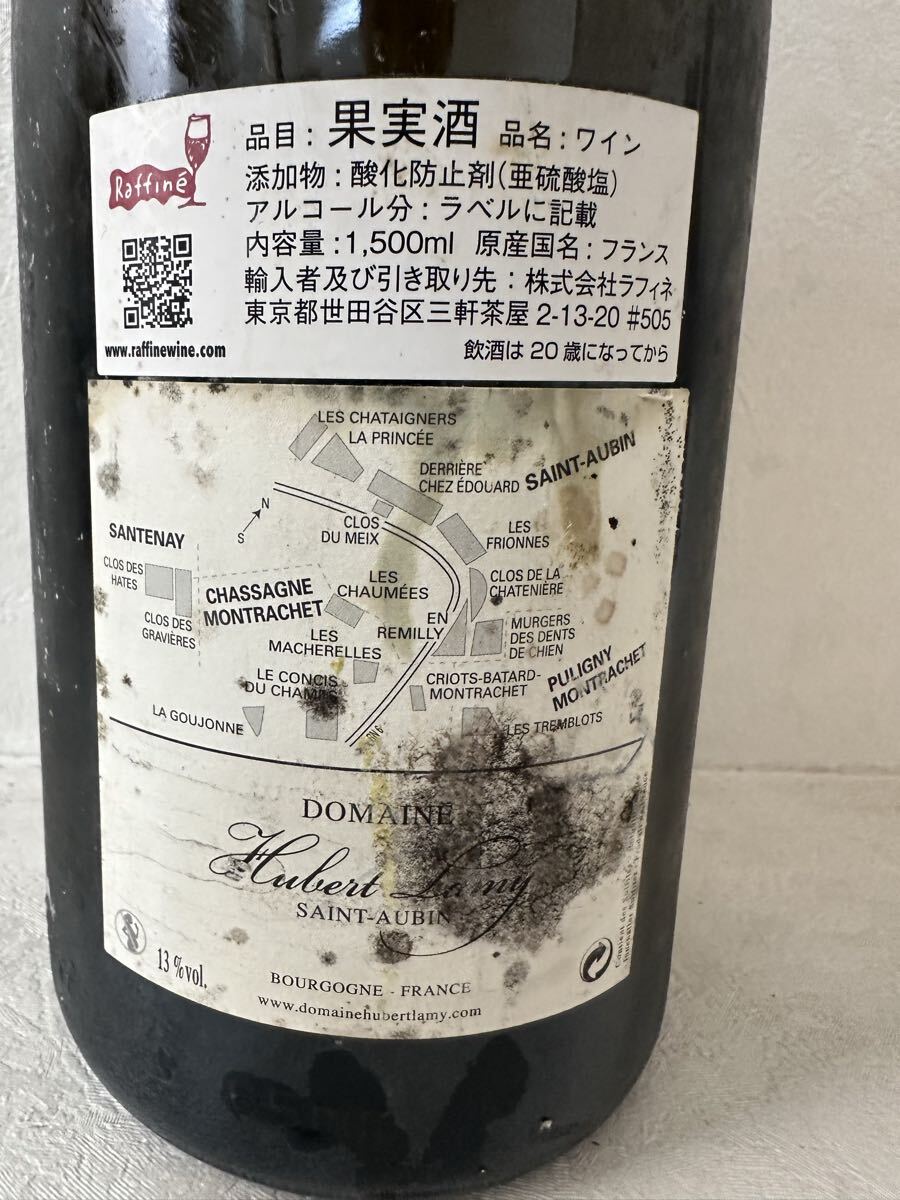 品目 : 果実酒 品名 : ワイン
Raffiné
添加物 : 酸化防止剤(亜硫酸塩)
アルコール分 : ラベルに記載
内容量 : 1,500ml 原産国名 : フランス
輸入者及び引き取り先 : 株式会社ラフィネ
東京都世田谷区三軒茶屋 2-13-20 #505
www.raffinewine.com
飲酒は 20 歳になってから
LES CHATAIGNERS
LA PRINCÉE
DERRIÈRE
CHEZ ÉDOUARD
SAINT-AUBIN
N
S
CLOS
DU MEIX
LES
FRIONNES
SANTENAY
CLOS DES
HATES
CHASSAGNE
MONTRACHET
LES
CHAUMÉES
CLOS DE LA
CHATENIÈRE
CLOS DES
GRAVIÈRES
EN
REMILLY
MURGERS
DES DENTS
DE CHIEN
LES
MACHERELLES
LE CONCIS
DU CHAMPS
CRIOTS-BATARD-
MONTRACHET
PULIGNY
MONTRACHET
LA GOUJONNE
LES TREMBLOTS
RN 6
DOMAINE
Hubert Lamy
SAINT-AUBIN
13 %vol.
BOURGOGNE - FRANCE
www.domainehubertlamy.com